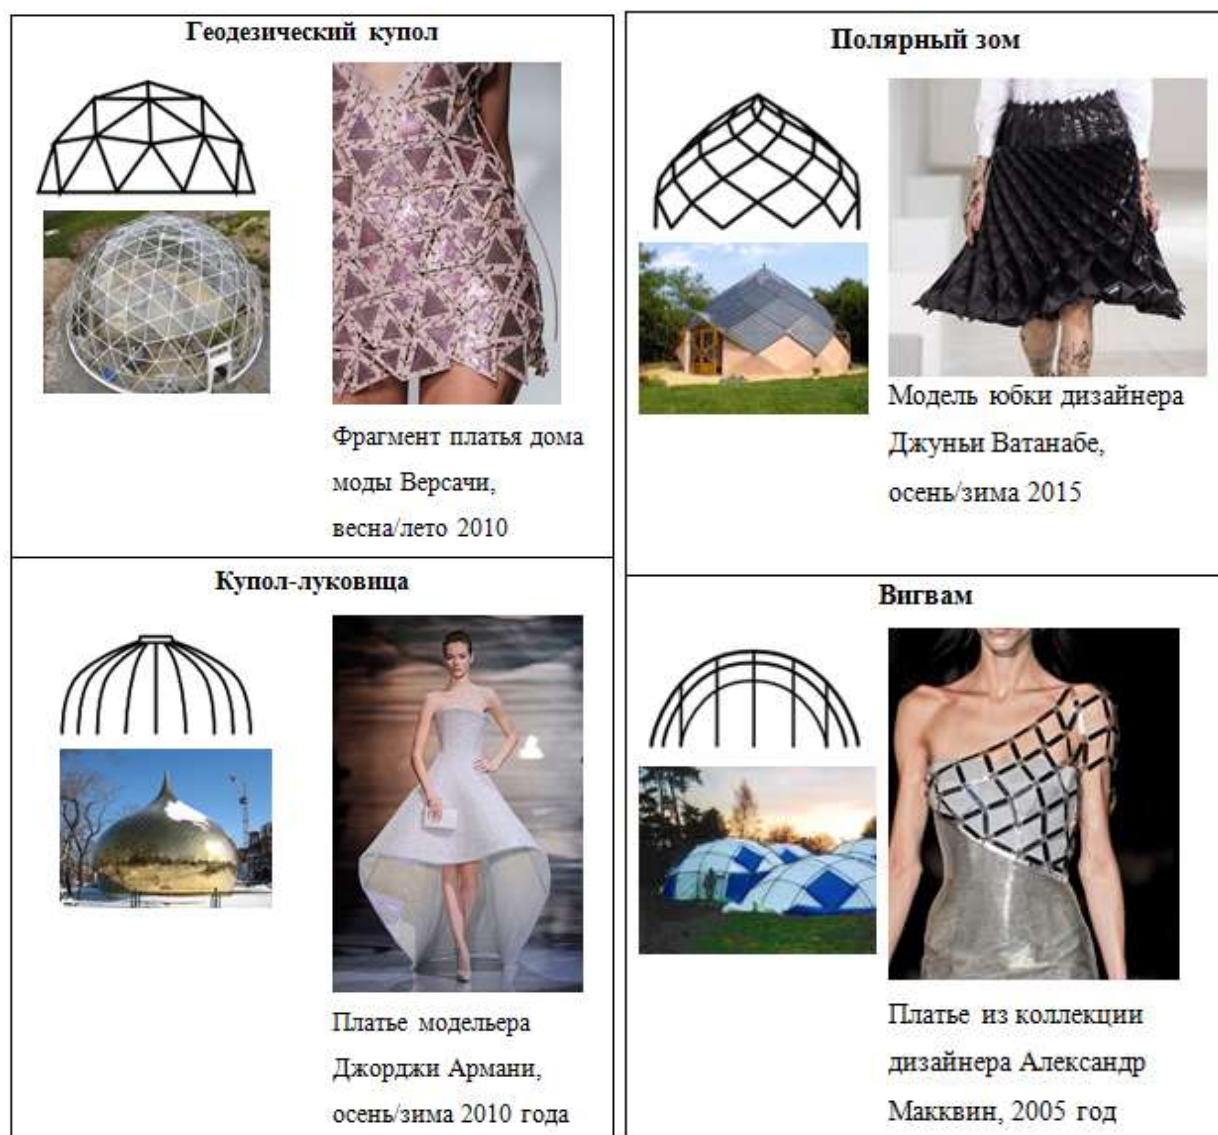 Геодезический купол
Фрагмент платья дома
моды Версачи,
весна/лето 2010
Полярный зом
Модель юбки дизайнера
Джуньи Ватанабе,
осень/зима 2015
Купол-луковица
Платье модельера
Джорджи Армани,
осень/зима 2010 года
Вигвам
Платье из коллекции
дизайнера Александр
Макквин, 2005 год